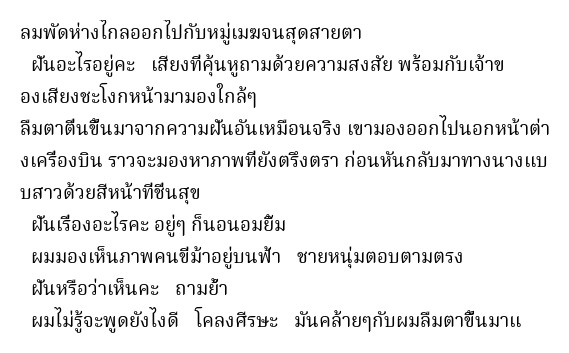 ลมพัดห่างไกลออกไปกับหมู่เมฆจนสุดสายตา
ฝันอะไรอยู่คะ   เสียงที่คุ้นหูถามด้วยความสงสัย พร้อมกับเจ้าข
องเสียงชะโงกหน้ามามองใกล้ๆ
ลืมตาตื่นขึ้นมาจากความฝันอันเหมือนจริง เขามองออกไปนอกหน้าต่า
งเครื่องบิน ราวจะมองหาภาพที่ยังตรึงตรา ก่อนหันกลับมาทางนางแบ
บสาวด้วยสีหน้าที่ชื่นสุข
ฝันเรื่องอะไรคะ อยู่ๆ ก็นอนอมยิ้ม
ผมมองเห็นภาพคนขี่ม้าอยู่บนฟ้า   ชายหนุ่มตอบตามตรง
ฝันหรือว่าเห็นคะ   ถามย้ำ
ผมไม่รู้จะพูดยังไงดี   โคลงศีรษะ   มันคล้ายๆกับผมลืมตาขึ้นมาแ